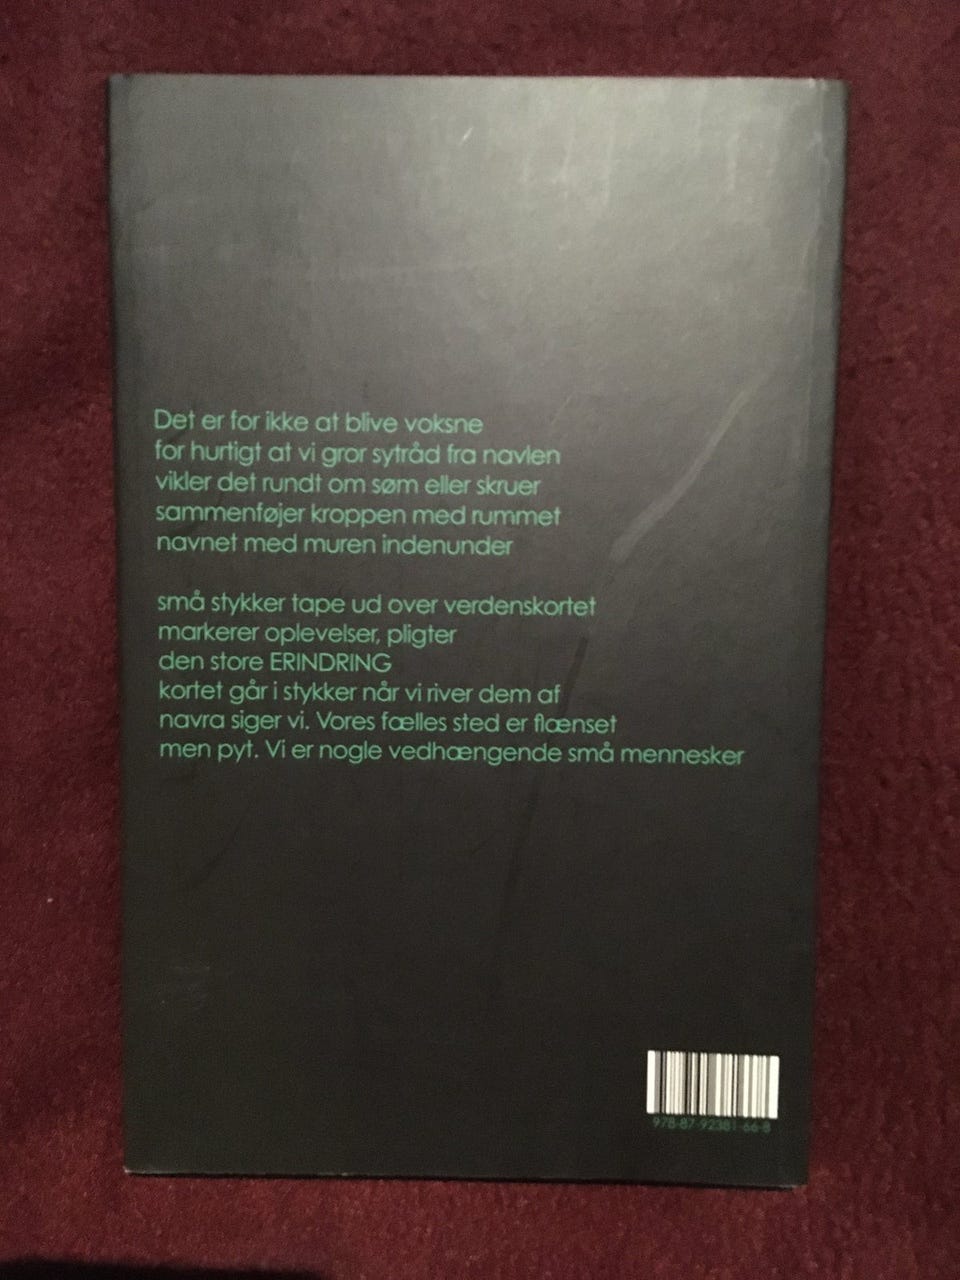 Det er for ikke at blive voksne
for hurtigt at vi gror sytråd fra navlen
vikler det rundt om søm eller skruer
sammenføjer kroppen med rummet
navnet med muren indenunder
små stykker tape ud over verdenskortet
markerer oplevelser, pligter
den store ERINDRING
kortet går i stykker når vi river dem af
navra siger vi. Vores fælles sted er flænset
men pyt. Vi er nogle vedhængende små mennesker
978-87-92381-66-8